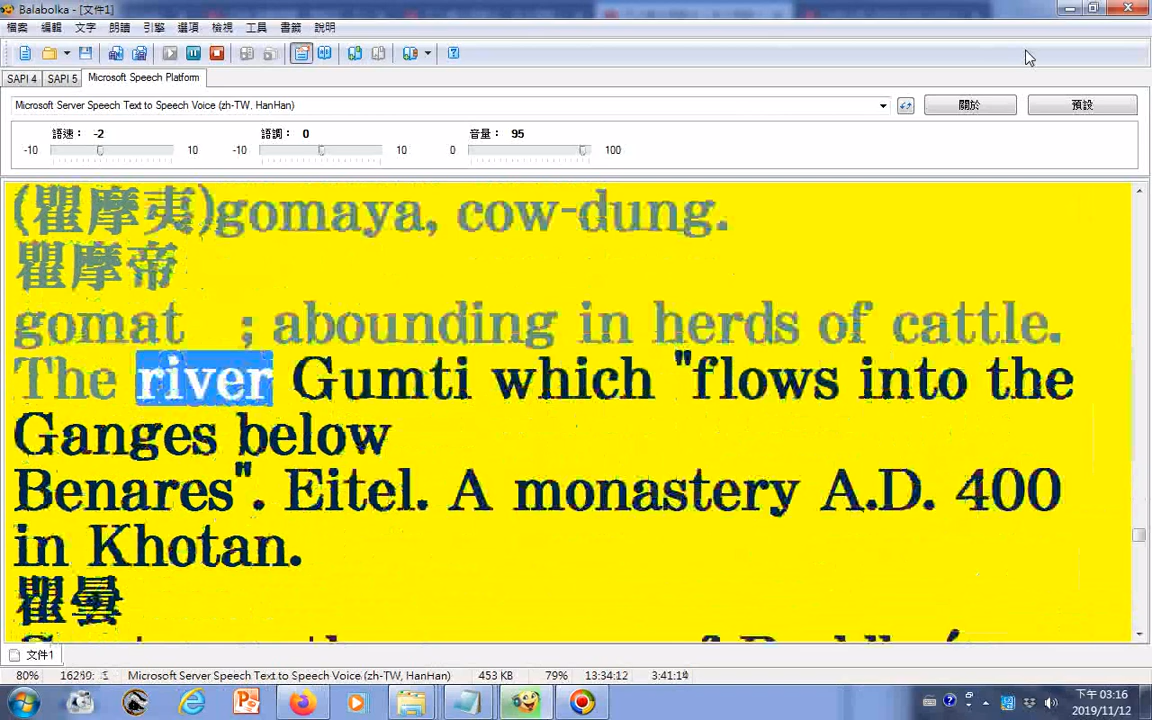 Balabolka - [文件1]
檔案 編輯 文字 朗讀 引擎 選項 檢視 工具 書籤 說明
SAPI 4 SAPI 5 Microsoft Speech Platform
Microsoft Server Speech Text to Speech Voice (zh-TW, HanHan) 關於 預設
語速： -2 語調： 0 音量： 95
-10 10 -10 10 0 100
(瞿摩夷)gomaya, cow-dung.
瞿摩帝
gomat ; abounding in herds of cattle.
The river Gumti which "flows into the
Ganges below
Benares". Eitel. A monastery A.D. 400
in Khotan.
瞿曇
文件1
80% Microsoft Server Speech Text to Speech Voice (zh-TW, HanHan) 453 KB 79% 13:34:12 3:41:14
下午 03:16
2019/11/12